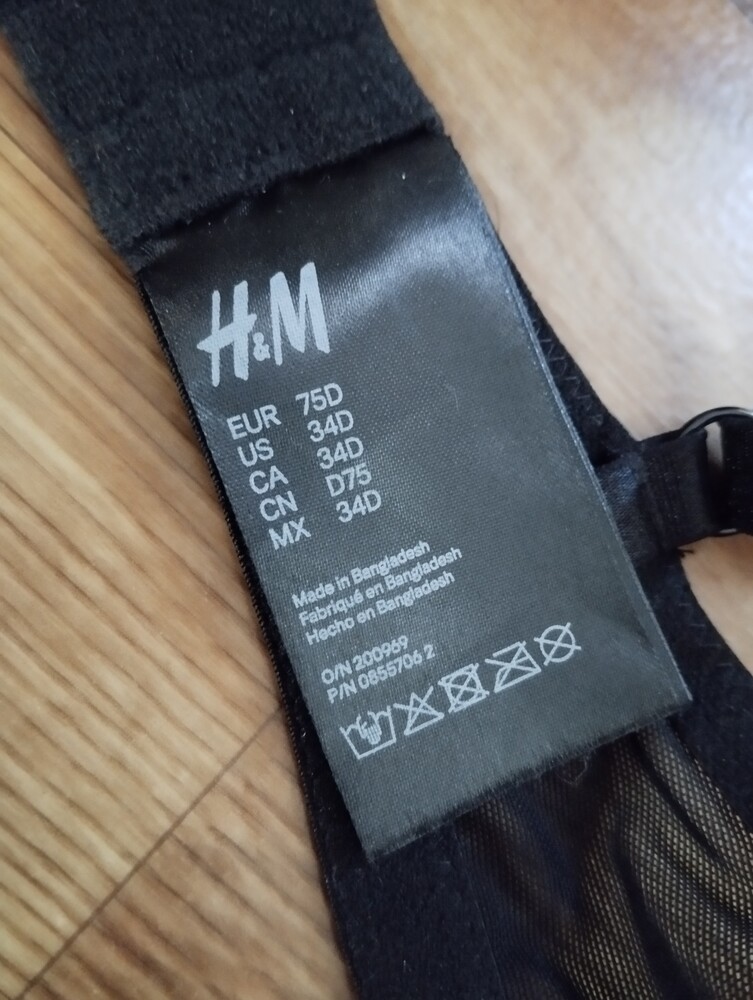 H&M
EUR 75D
US 34D
CA 34D
CN D75
MX 34D
Made in Bangladesh
Fabriqué en Bangladesh
Hecho en Bangladesh
O/N 200969
P/N 0855706 2